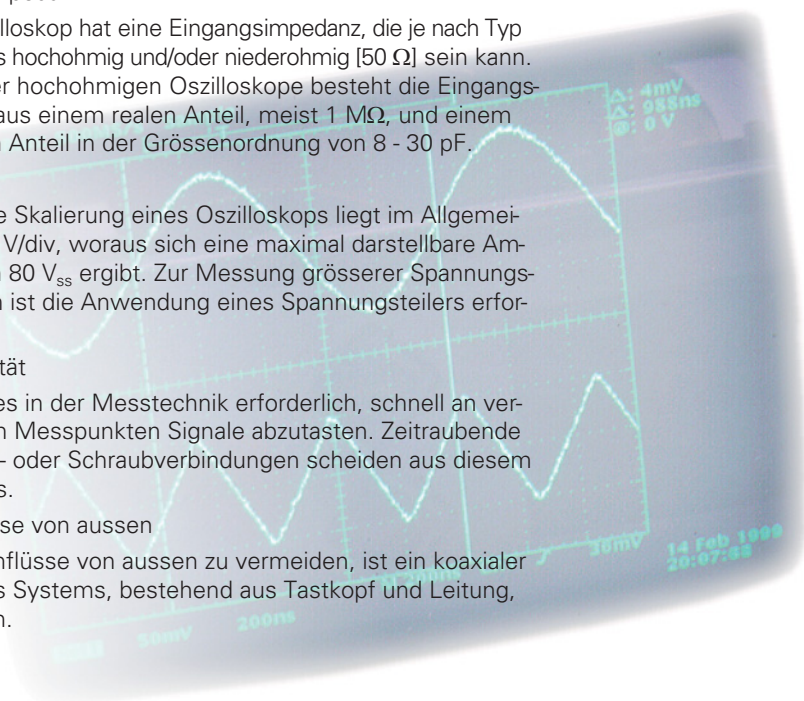 lloskop hat eine Eingangsimpedanz, die je nach Typ
s hochohmig und/oder niederohmig [50 Ω] sein kann.
er hochohmigen Oszilloskope besteht die Eingangs-
aus einem realen Anteil, meist 1 MΩ, und einem
n Anteil in der Grössenordnung von 8 - 30 pF.
e Skalierung eines Oszilloskops liegt im Allgemei-
V/div, woraus sich eine maximal darstellbare Am-
n 80 Vss ergibt. Zur Messung grösserer Spannungs-
n ist die Anwendung eines Spannungsteilers erfor-
tät
es in der Messtechnik erforderlich, schnell an ver-
n Messpunkten Signale abzutasten. Zeitraubende
- oder Schraubverbindungen scheiden aus diesem
s.
se von aussen
nflüsse von aussen zu vermeiden, ist ein koaxialer
s Systems, bestehend aus Tastkopf und Leitung,
n.
Δ: 4mV
Δ: 988ns
@: 0 V
50mV 200ns
30mV
14 Feb 1999
20:07:53